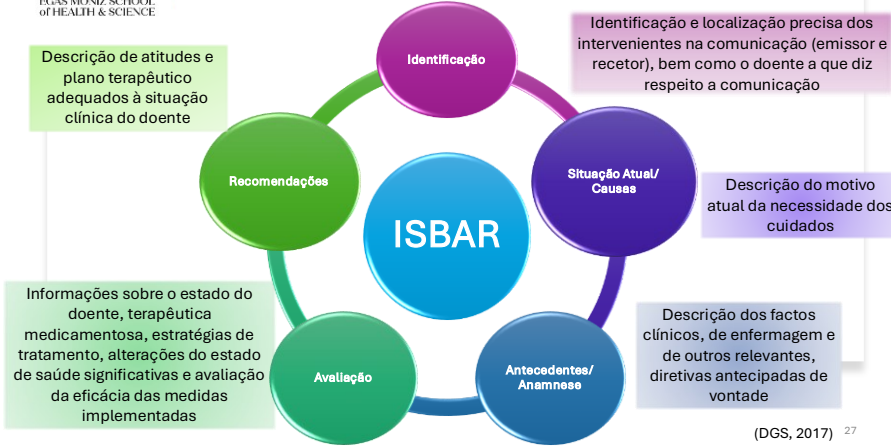 EGAS MONIZ SCHOOL
of HEALTH & SCIENCE
Identificação
Identificação e localização precisa dos
intervenientes na comunicação (emissor e
recetor), bem como o doente a que diz
respeito a comunicação
Descrição de atitudes e
plano terapêutico
adequados à situação
clínica do doente
Recomendações
Situação Atual/
Causas
Descrição do motivo
atual da necessidade dos
cuidados
ISBAR
Informações sobre o estado do
doente, terapêutica
medicamentosa, estratégias de
tratamento, alterações do estado
de saúde significativas e avaliação
da eficácia das medidas
implementadas
Avaliação
Antecedentes/
Anamnese
Descrição dos factos
clínicos, de enfermagem e
de outros relevantes,
diretivas antecipadas de
vontade
(DGS, 2017)
27